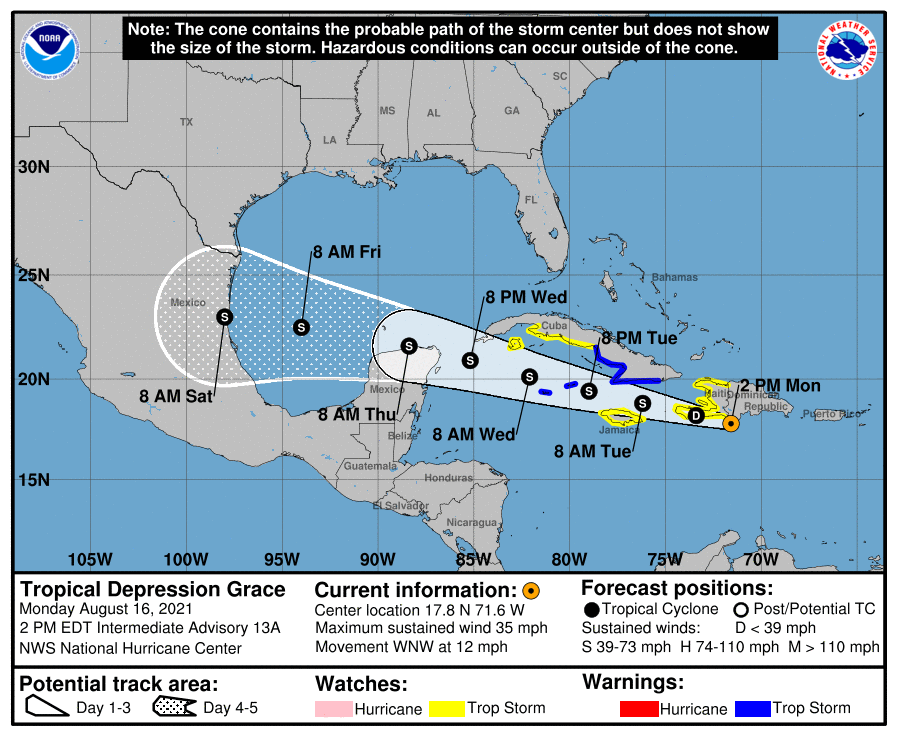 Note: The cone contains the probable path of the storm center but does not show
the size of the storm. Hazardous conditions can occur outside of the cone.
NOAA
NATIONAL WEATHER SERVICE
SC
TX
MS
AL
GA
LA
30N
FL
8 AM Fri
25N
Bahamas
8 PM Wed
Mexico
Cuba
8 PM Tue
20N
2 PM Mon
8 AM Sat
Mexico
Haiti
Dominican
Republic
Puerto Rico
8 AM Thu
Jamaica
Belize
8 AM Wed
8 AM Tue
Guatemala
15N
Honduras
El Salvador
Nicaragua
S
S
S
S
S
S
S
D
105W 100W 95W 90W 85W 80W 75W 70W
Tropical Depression Grace
Monday August 16, 2021
2 PM EDT Intermediate Advisory 13A
NWS National Hurricane Center
Current information:
Center location 17.8 N 71.6 W
Maximum sustained wind 35 mph
Movement WNW at 12 mph
Forecast positions:
Tropical Cyclone Post/Potential TC
Sustained winds: D < 39 mph
S 39-73 mph H 74-110 mph M > 110 mph
Potential track area:
Day 1-3 Day 4-5
Watches:
Hurricane Trop Storm
Warnings:
Hurricane Trop Storm